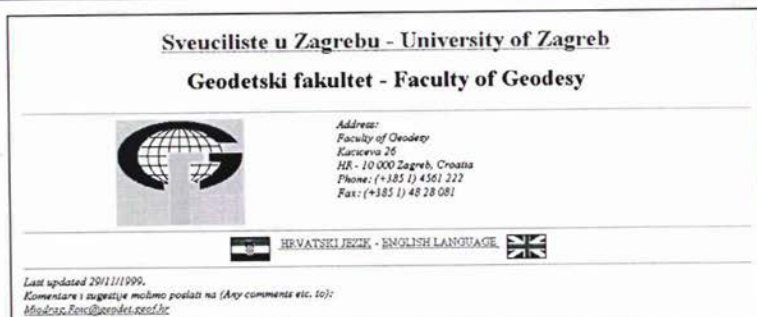 Sveuciliste u Zagrebu - University of Zagreb
Geodetski fakultet - Faculty of Geodesy
Address:
Faculty of Geodesy
Kaciceva 26
HR - 10 000 Zagreb, Croatia
Phone: (+385 1) 4561 222
Fax: (+385 1) 48 28 081
HRVATSKI JEZIK - ENGLISH LANGUAGE
Last updated 29/11/1999.
Komentare i sugestije molimo poslati na (Any comments etc. to):